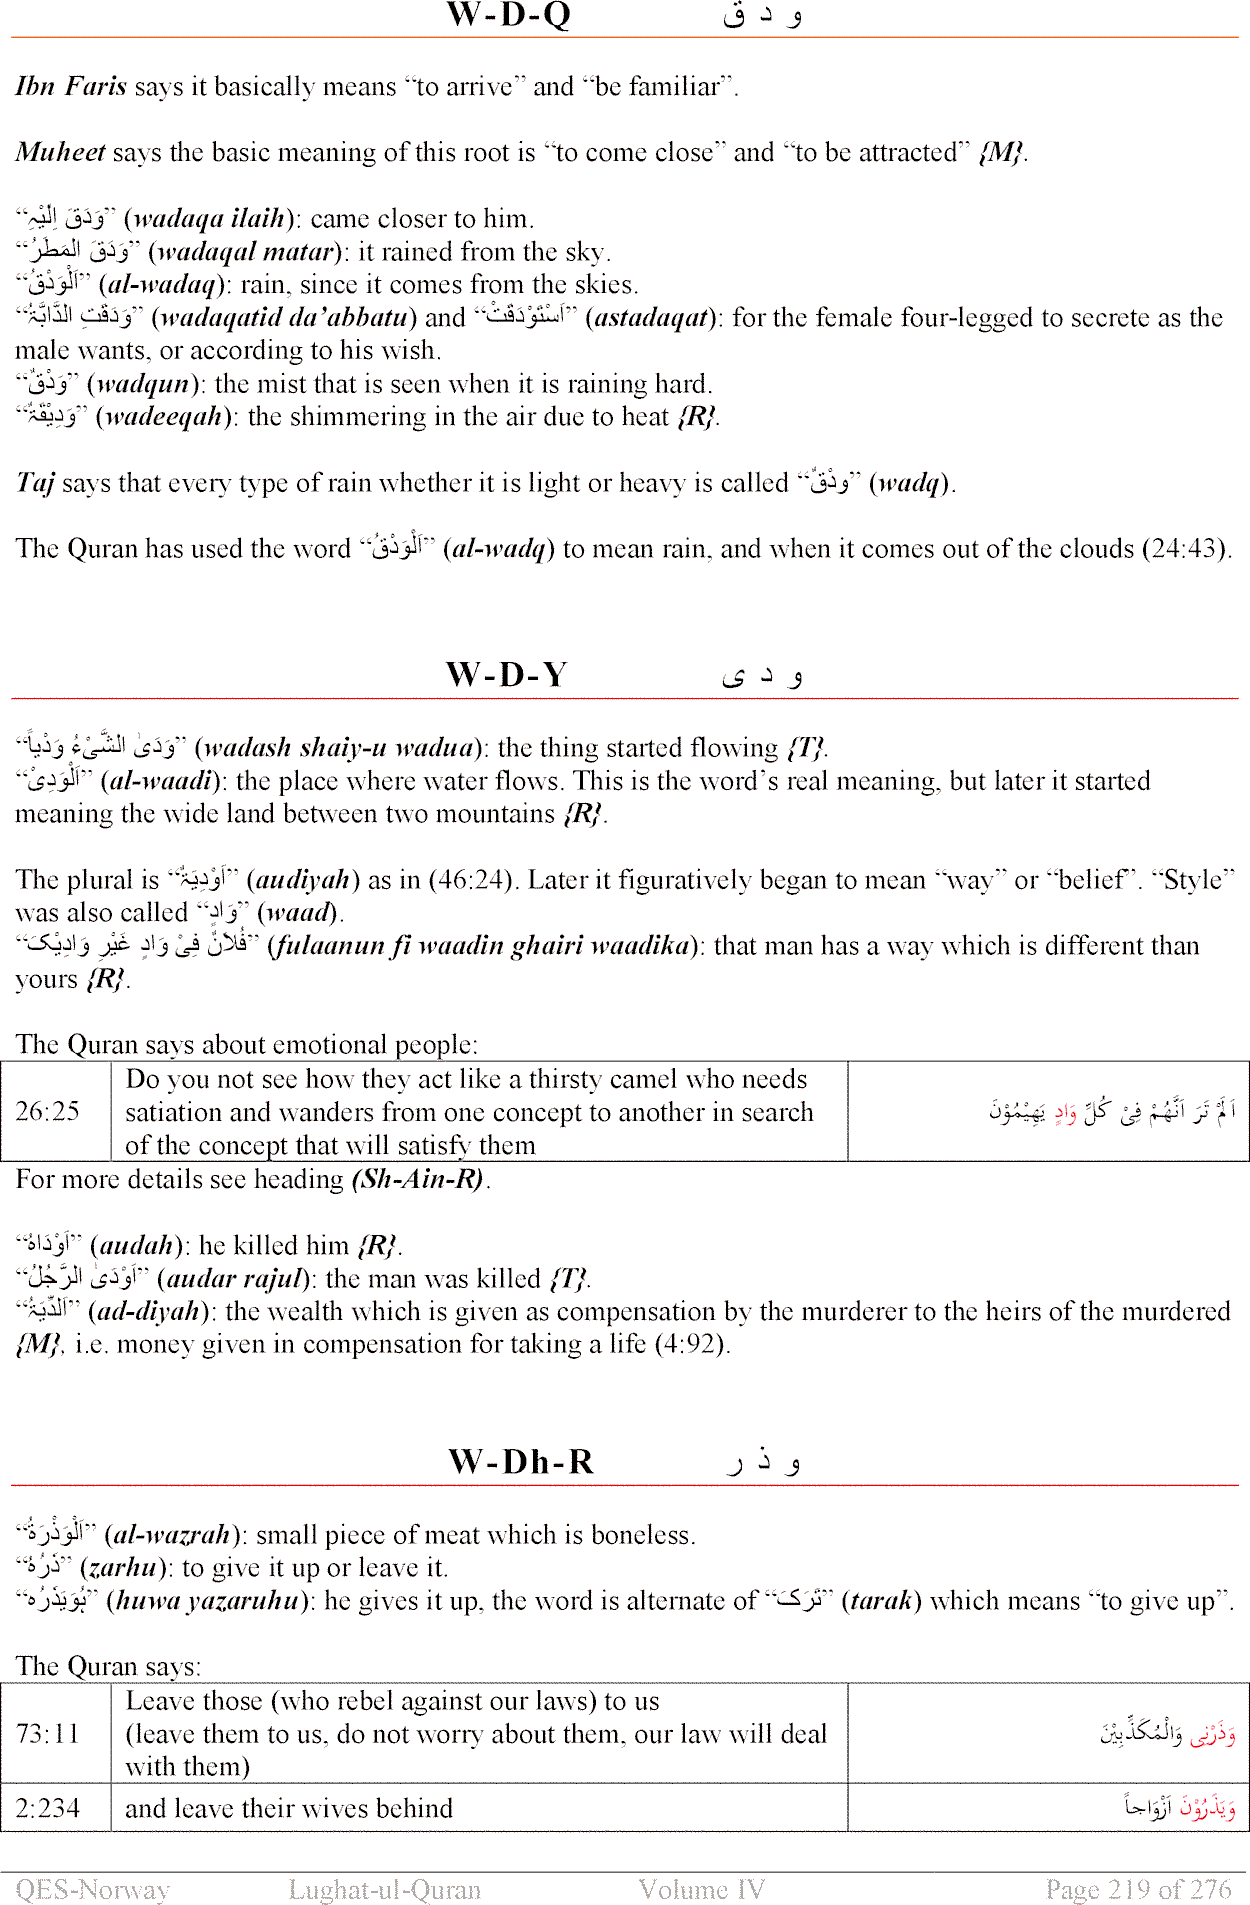 W-D-Q و د ق
Ibn Faris says it basically means “to arrive” and “be familiar”.
Muheet says the basic meaning of this root is “to come close” and “to be attracted” {M}.
“وَدَقَ اِلَيْہِ” (wadaqa ilaih): came closer to him.
“وَدَقَ المَطَرُ” (wadaqal matar): it rained from the sky.
“اَلْوَدْقُ” (al-wadaq): rain, since it comes from the skies.
“وَدَقَتِ الدَّابَّۃُ” (wadaqatid da’abbatu) and “اَسْتَوْدَقَتْ” (astadaqat): for the female four-legged to secrete as the
male wants, or according to his wish.
“وَدْقٌ” (wadqun): the mist that is seen when it is raining hard.
“وَدِيْقَۃٌ” (wadeeqah): the shimmering in the air due to heat {R}.
Taj says that every type of rain whether it is light or heavy is called “ودْقٌ” (wadq).
The Quran has used the word “اَلْوَدْقُ” (al-wadq) to mean rain, and when it comes out of the clouds (24:43).
W-D-Y و د ی
“وَدَیٰ الشَّیْءُ وَدْياً” (wadash shaiy-u wadua): the thing started flowing {T}.
“اَلْوَدِیْ” (al-waadi): the place where water flows. This is the word’s real meaning, but later it started
meaning the wide land between two mountains {R}.
The plural is “اَوْدِيَۃٌ” (audiyah) as in (46:24). Later it figuratively began to mean “way” or “belief”. “Style”
was also called “وَادٍ” (waad).
“فُلَانٌ فِیْ وَادٍ غَيْرِ وَادِيْکَ” (fulaanun fi waadin ghairi waadika): that man has a way which is different than
yours {R}.
The Quran says about emotional people:
26:25 Do you not see how they act like a thirsty camel who needs
satiation and wanders from one concept to another in search اَلَمْ تَرَ اَنَّهُمْ فِیْ کُلِّ وَادٍ يَهِيْمُوْنَ
of the concept that will satisfy them
For more details see heading (Sh-Ain-R).
“اَوْدَاهُ” (audah): he killed him {R}.
“اَوْدَیٰ الرَّجُلُ” (audar rajul): the man was killed {T}.
“اَلدِّيَۃُ” (ad-diyah): the wealth which is given as compensation by the murderer to the heirs of the murdered
{M}, i.e. money given in compensation for taking a life (4:92).
W-Dh-R و ذ ر
“اَلْوَذْرَۃُ” (al-wazrah): small piece of meat which is boneless.
“ذَرْهُ” (zarhu): to give it up or leave it.
“ہُوَيَذَرُہ” (huwa yazaruhu): he gives it up, the word is alternate of “تَرَکَ” (tarak) which means “to give up”.
The Quran says:
73:11 Leave those (who rebel against our laws) to us
(leave them to us, do not worry about them, our law will deal وَذَرْنِی وَالْمُکَذِّبِيْنَ
with them)
2:234 and leave their wives behind وَيَذَرُوْنَ اَزْوَاجاً
QES-Norway Lughat-ul-Quran Volume IV Page 219 of 276